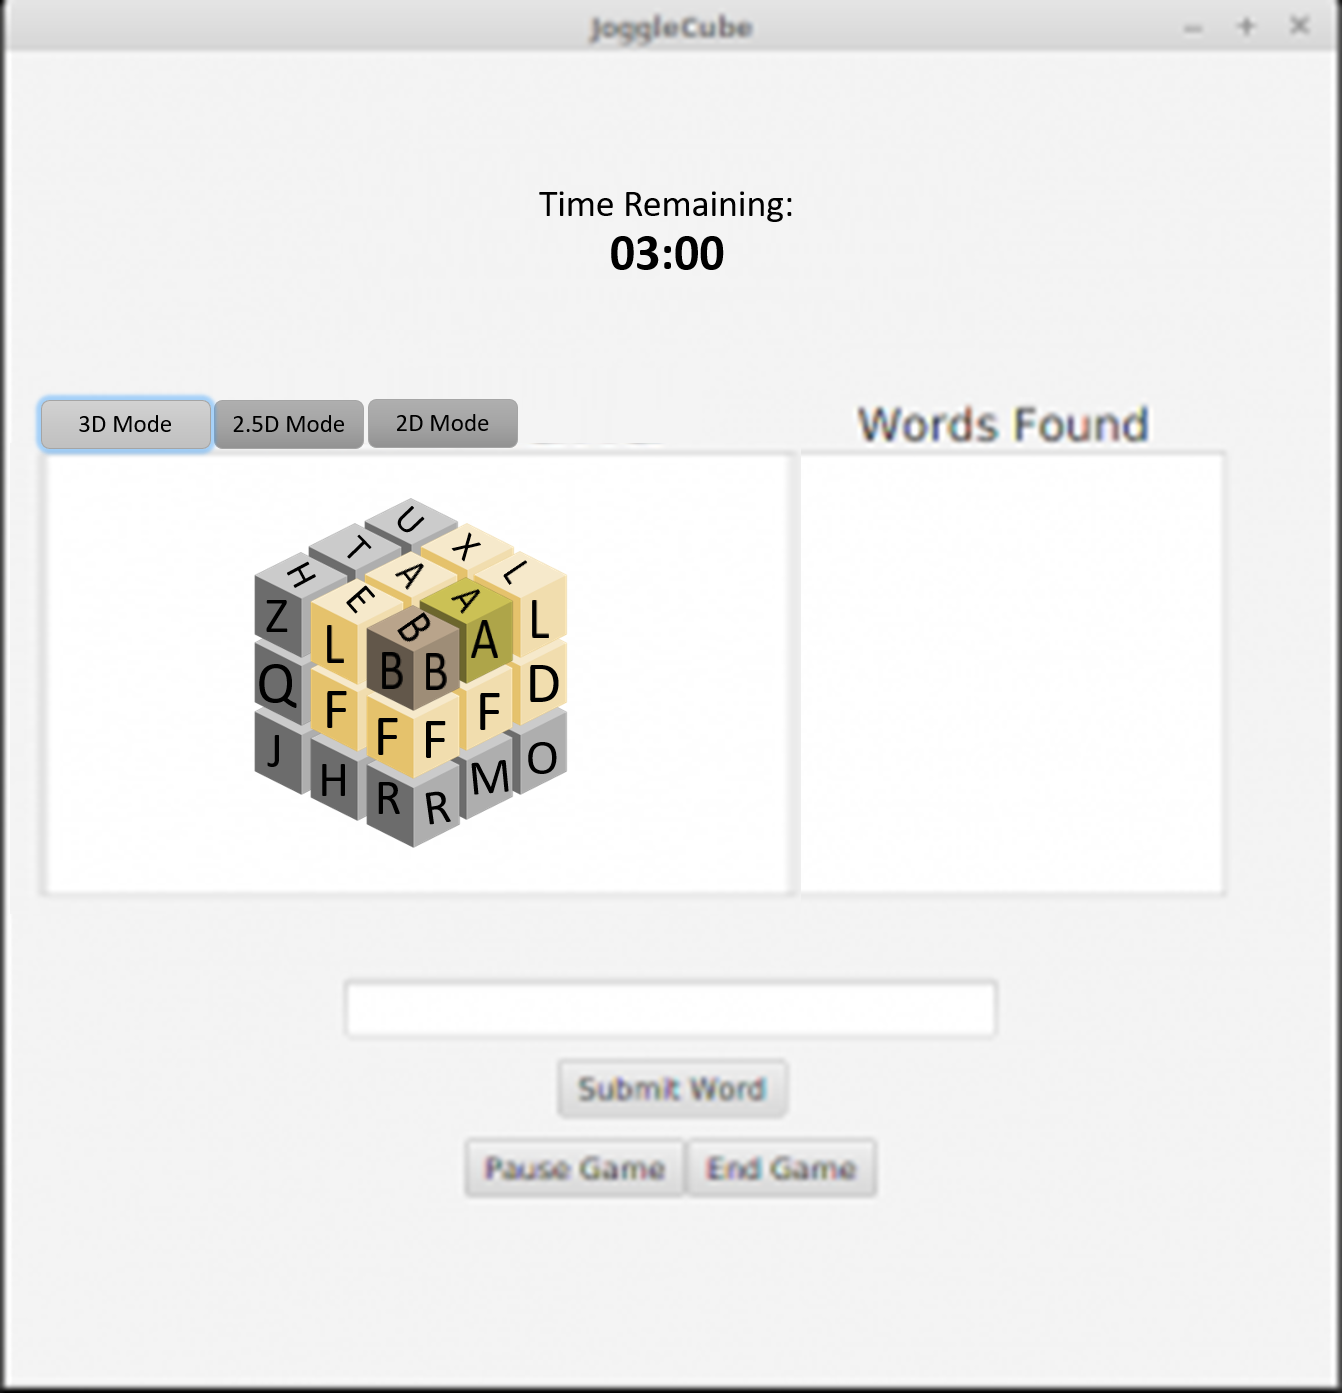 JoggleCube
Time Remaining:
03:00
3D Mode 2.5D Mode 2D Mode
Words Found
U
T X
H A L
E A
B
Z L B B A L
Q F F F F D
J H R R M O
Submit Word
Pause Game End Game